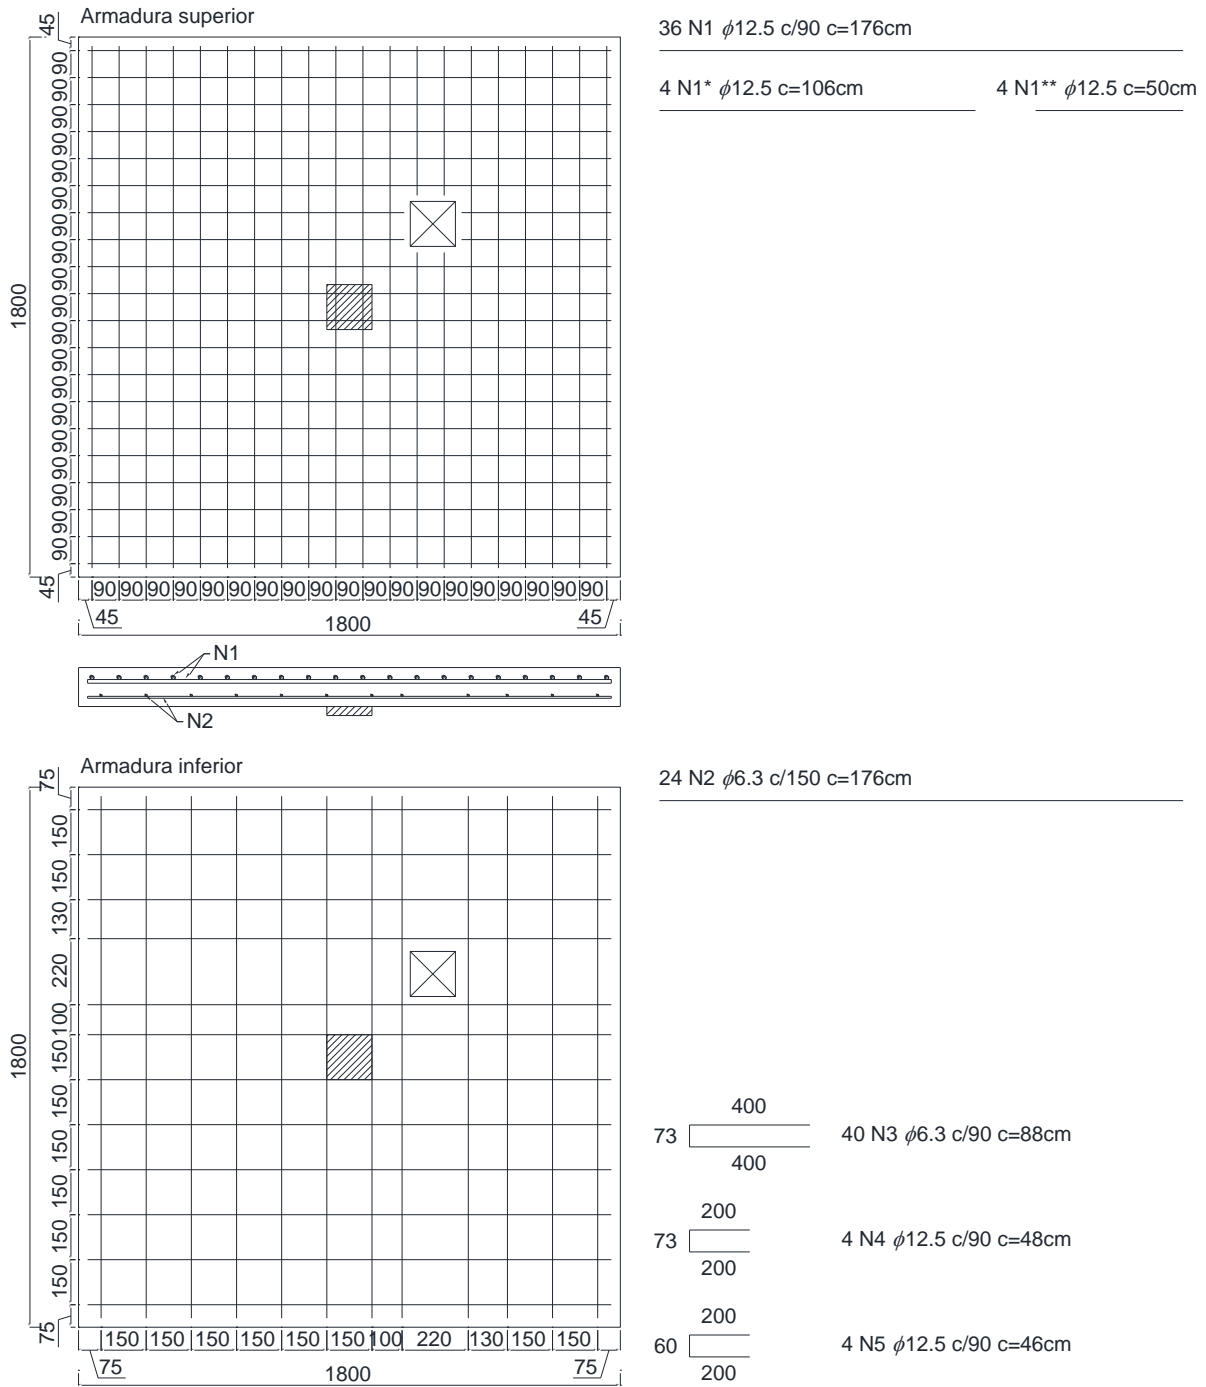 Armadura superior
45
90 90 90 90 90 90 90 90 90 90 90 90 90 90 90 90 90 90 90
45
1800
90 90 90 90 90 90 90 90 90 90 90 90 90 90 90 90 90 90 90
45
45
1800
36 N1 ϕ12.5 c/90 c=176cm
4 N1* ϕ12.5 c=106cm
4 N1** ϕ12.5 c=50cm
N1
N2
Armadura inferior
75
150 150 130 220 100 150 150 150 150 150 150
75
1800
150 150 150 150 150 150 100 220 130 150 150
75
75
1800
24 N2 ϕ6.3 c/150 c=176cm
400
73
400
40 N3 ϕ6.3 c/90 c=88cm
200
73
200
4 N4 ϕ12.5 c/90 c=48cm
200
60
200
4 N5 ϕ12.5 c/90 c=46cm